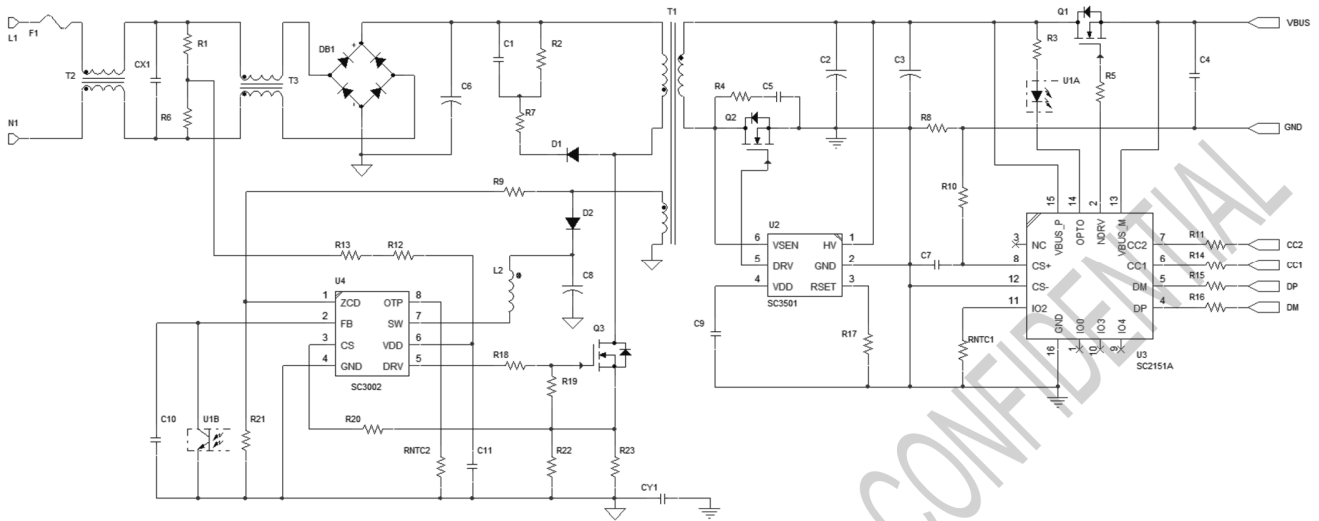 T1
Q1
L1
F1
VBUS
R1
DB1
C1
R2
R3
CX1
T2
T3
C6
C2
C3
U1A
C4
R4
C5
R5
N1
R6
R7
Q2
R8
GND
D1
R9
R10
D2
U2
15
14
2
13
6
VSEN
HV
1
3
NC
VBUS_P
OPTO
NDRV
VBUS_M
CC2
7
R11
CC2
R13
R12
5
DRV
GND
2
C7
8
CS+
CC1
6
R14
CC1
L2
C8
4
VDD
RSET
3
12
CS-
DM
5
R15
DP
U4
SC3501
11
IO2
DP
4
R16
DM
1
ZCD
OTP
8
2
FB
SW
7
C9
R17
RNTC1
GND
IO0
IO3
IO4
16
1
10
9
3
CS
VDD
6
Q3
U3
4
GND
DRV
5
R18
SC2151A
SC3002
R19
C10
U1B
R21
R20
RNTC2
C11
R22
R23
CY1
CONFIDENTIAL